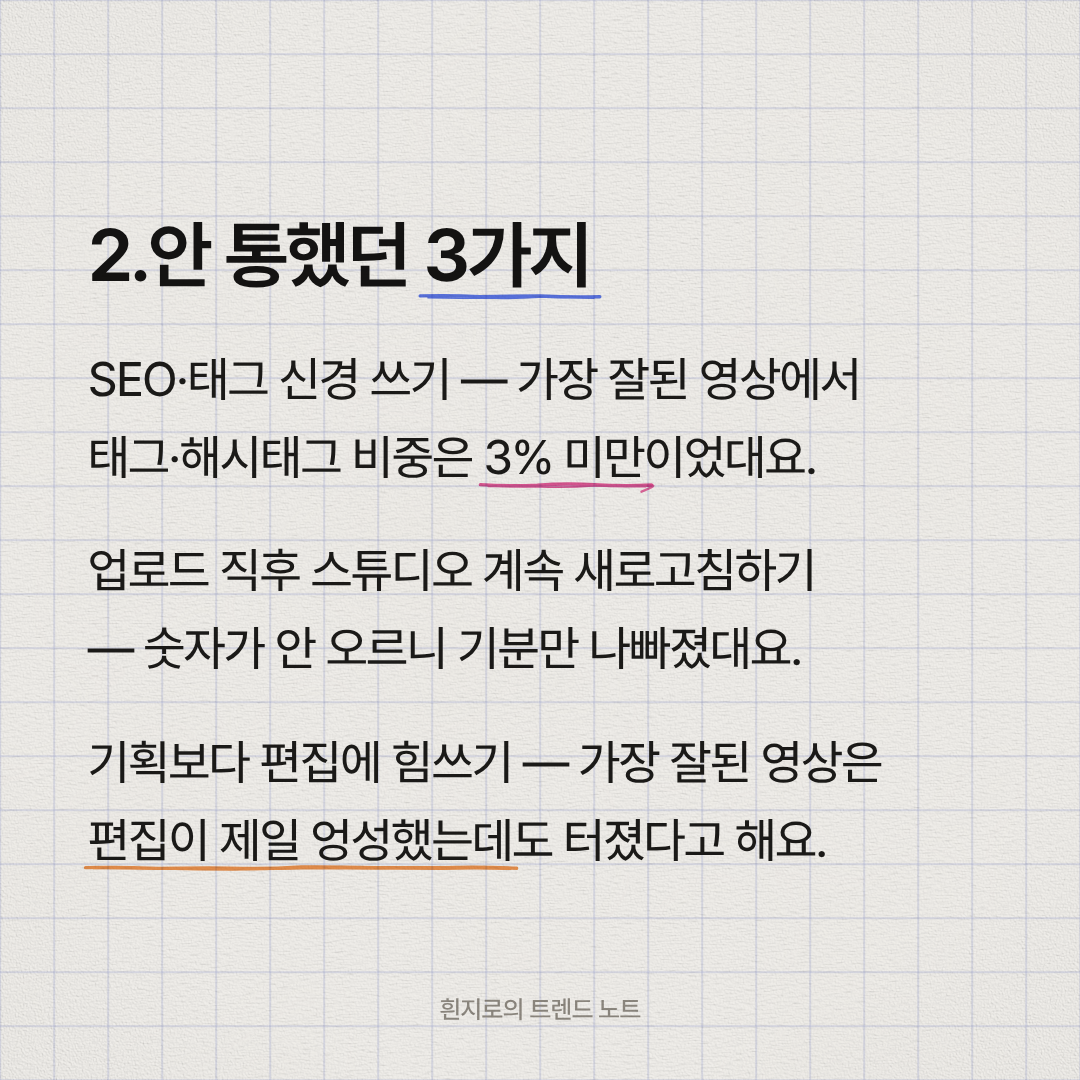 2.안 통했던 3가지
SEO·태그 신경 쓰기 — 가장 잘된 영상에서
태그·해시태그 비중은 3% 미만이었대요.
업로드 직후 스튜디오 계속 새로고침하기
— 숫자가 안 오르니 기분만 나빠졌대요.
기획보다 편집에 힘쓰기 — 가장 잘된 영상은
편집이 제일 엉성했는데도 터졌다고 해요.
흰지로의 트렌드 노트